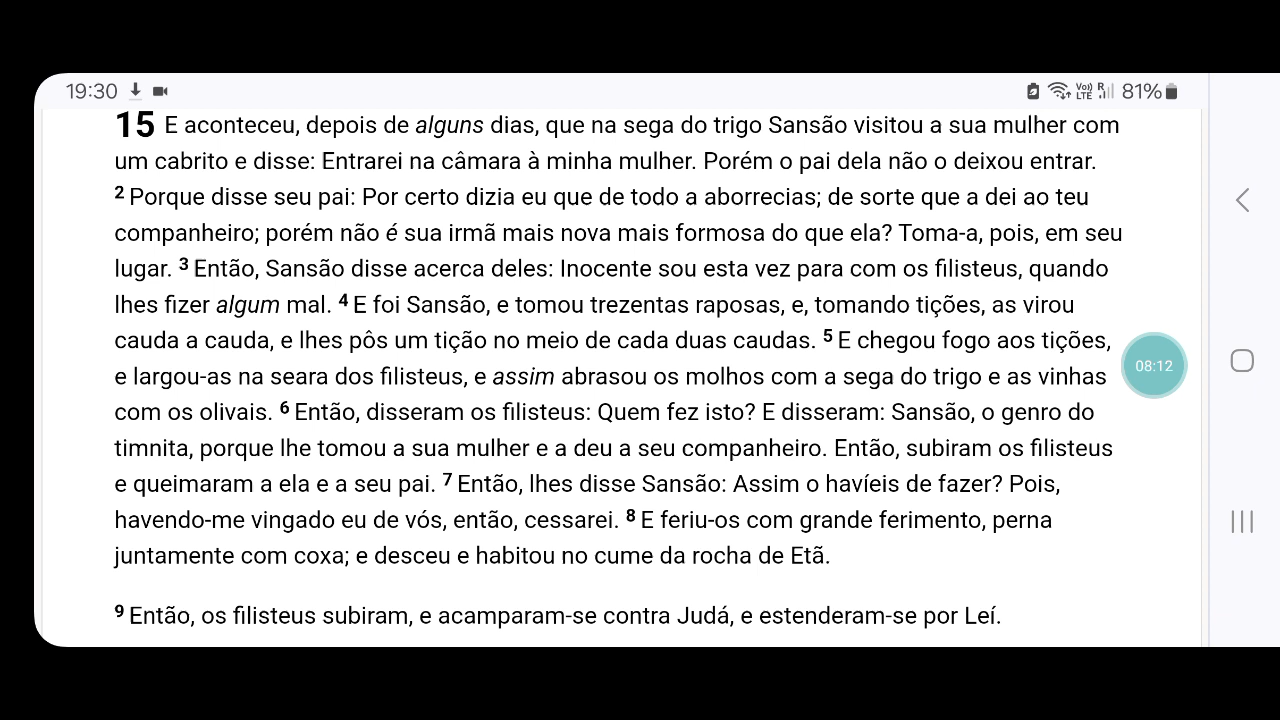 19:30 VoLTE R 81%
15 E aconteceu, depois de alguns dias, que na sega do trigo Sansão visitou a sua mulher com
um cabrito e disse: Entrarei na câmara à minha mulher. Porém o pai dela não o deixou entrar.
2 Porque disse seu pai: Por certo dizia eu que de todo a aborrecias; de sorte que a dei ao teu
companheiro; porém não é sua irmã mais nova mais formosa do que ela? Toma-a, pois, em seu
lugar. 3 Então, Sansão disse acerca deles: Inocente sou esta vez para com os filisteus, quando
lhes fizer algum mal. 4 E foi Sansão, e tomou trezentas raposas, e, tomando tições, as virou
cauda a cauda, e lhes pôs um tição no meio de cada duas caudas. 5 E chegou fogo aos tições,
e largou-as na seara dos filisteus, e assim abrasou os molhos com a sega do trigo e as vinhas
08:12
com os olivais. 6 Então, disseram os filisteus: Quem fez isto? E disseram: Sansão, o genro do
timnita, porque lhe tomou a sua mulher e a deu a seu companheiro. Então, subiram os filisteus
e queimaram a ela e a seu pai. 7 Então, lhes disse Sansão: Assim o havíeis de fazer? Pois,
havendo-me vingado eu de vós, então, cessarei. 8 E feriu-os com grande ferimento, perna
juntamente com coxa; e desceu e habitou no cume da rocha de Etã.
9 Então, os filisteus subiram, e acamparam-se contra Judá, e estenderam-se por Leí.